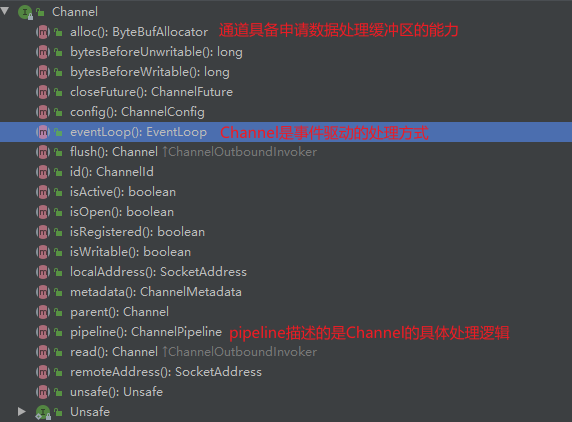 Channel
alloc(): ByteBufAllocator 通道具备申请数据处理缓冲区的能力
bytesBeforeUnwritable(): long
bytesBeforeWritable(): long
closeFuture(): ChannelFuture
config(): ChannelConfig
eventLoop(): EventLoop Channel是事件驱动的处理方式
flush(): Channel ↑ChannelOutboundInvoker
id(): ChannelId
isActive(): boolean
isOpen(): boolean
isRegistered(): boolean
isWritable(): boolean
localAddress(): SocketAddress
metadata(): ChannelMetadata
parent(): Channel
pipeline(): ChannelPipeline pipeline描述的是Channel的具体处理逻辑
read(): Channel ↑ChannelOutboundInvoker
remoteAddress(): SocketAddress
unsafe(): Unsafe
Unsafe